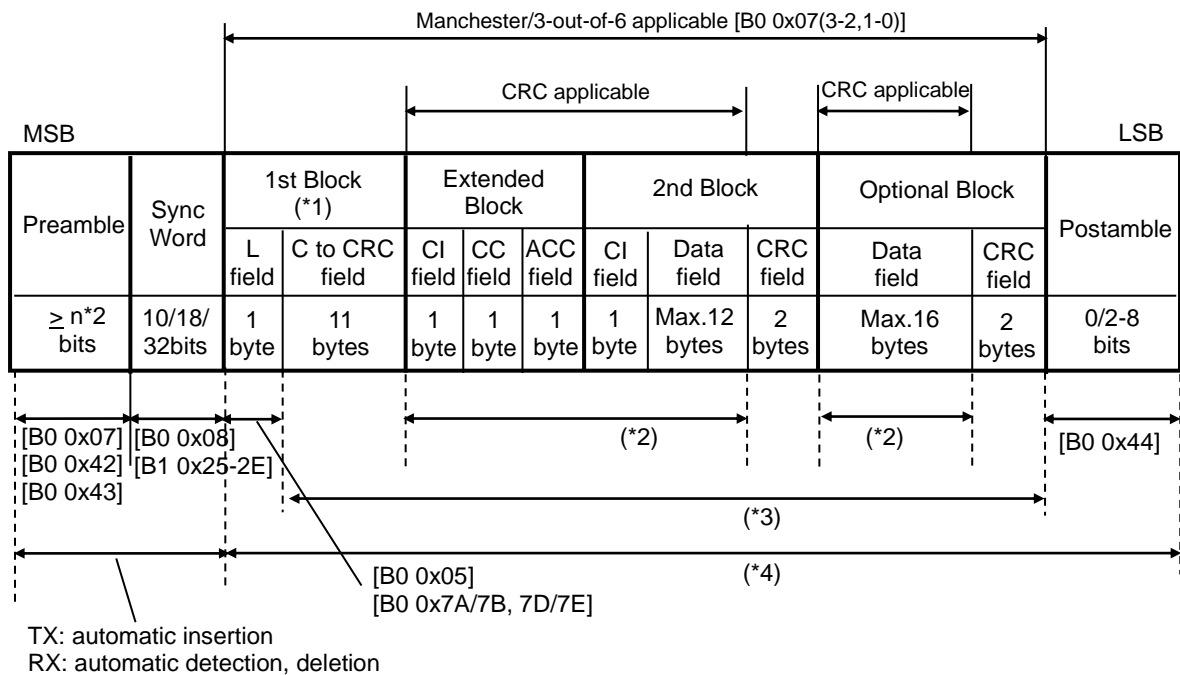 Manchester/3-out-of-6 applicable [B0 0x07(3-2,1-0)]
CRC applicable
CRC applicable
MSB
LSB
Preamble
Sync
Word
1st Block
(*1)
Extended
Block
2nd Block
Optional Block
Postamble
L
field
C to CRC
field
CI
field
CC
field
ACC
field
CI
field
Data
field
CRC
field
Data
field
CRC
field
≥ n*2
bits
10/18/
32bits
1
byte
11
bytes
1
byte
1
byte
1
byte
1
byte
Max.12
bytes
2
bytes
Max.16
bytes
2
bytes
0/2-8
bits
[B0 0x07]
[B0 0x42]
[B0 0x43]
[B0 0x08]
[B1 0x25-2E]
(*2)
(*2)
[B0 0x44]
(*3)
(*4)
[B0 0x05]
[B0 0x7A/7B, 7D/7E]
TX: automatic insertion
RX: automatic detection, deletion